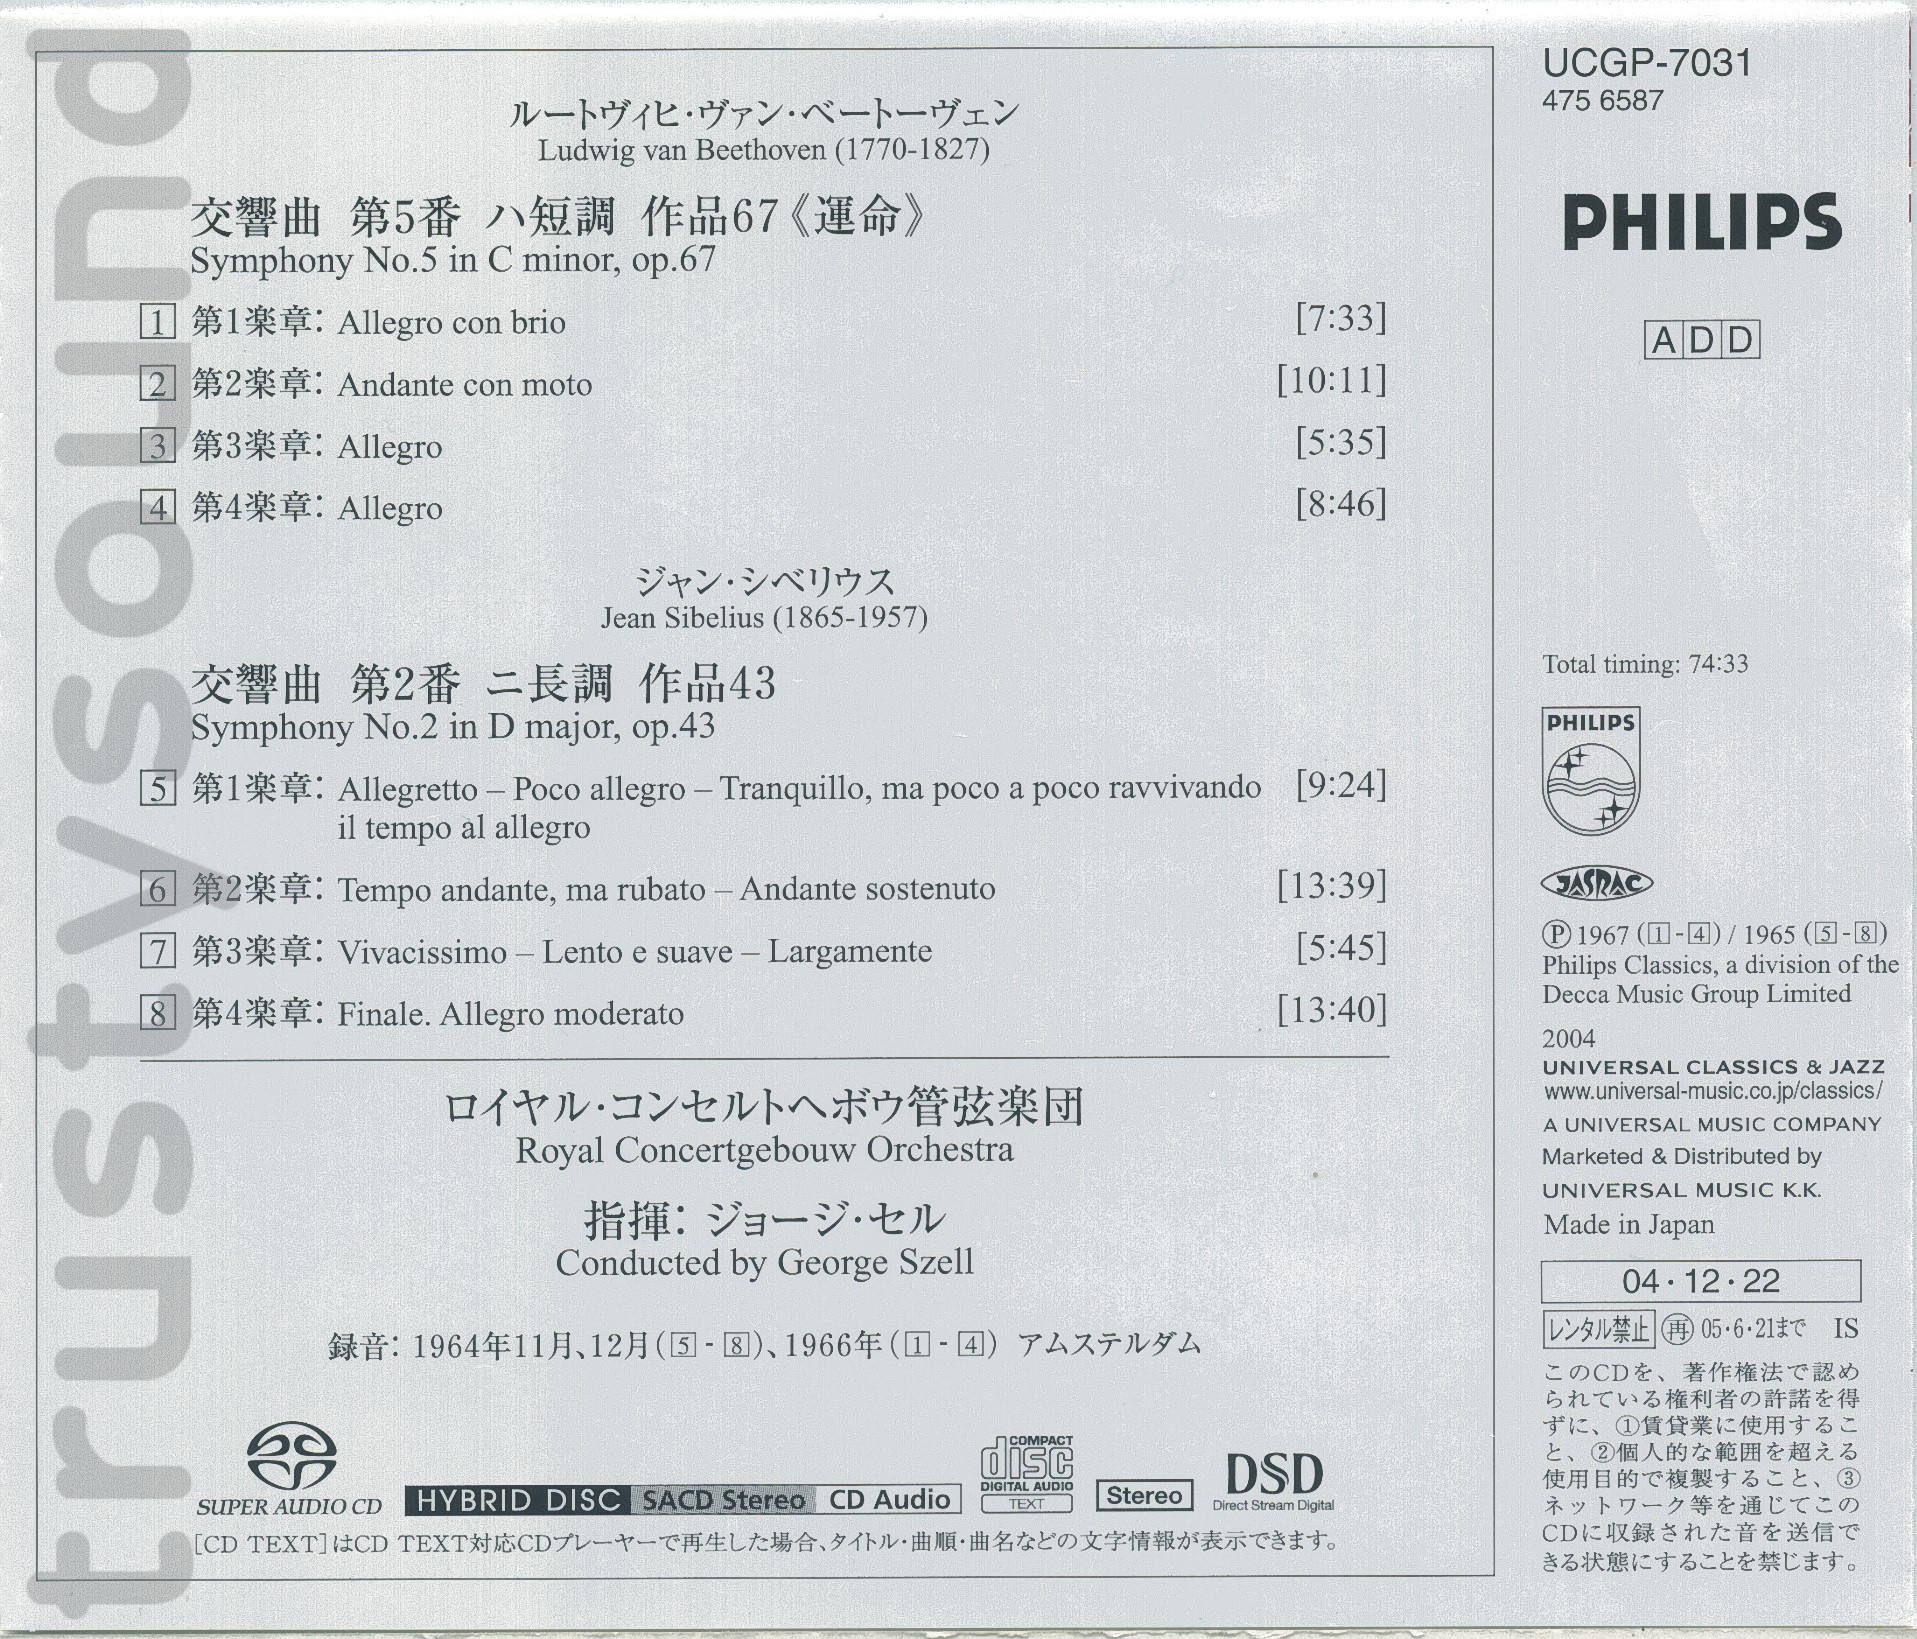 ルートヴィヒ・ヴァン・ベートーヴェン
Ludwig van Beethoven (1770-1827)
交響曲 第5番 ハ短調 作品67《運命》
Symphony No.5 in C minor, op.67
1 第1楽章: Allegro con brio [7:33]
2 第2楽章: Andante con moto [10:11]
3 第3楽章: Allegro [5:35]
4 第4楽章: Allegro [8:46]
ジャン・シベリウス
Jean Sibelius (1865-1957)
交響曲 第2番 ニ長調 作品43
Symphony No.2 in D major, op.43
5 第1楽章: Allegretto – Poco allegro – Tranquillo, ma poco a poco ravvivando [9:24]
il tempo al allegro
6 第2楽章: Tempo andante, ma rubato – Andante sostenuto [13:39]
7 第3楽章: Vivacissimo – Lento e suave – Largamente [5:45]
8 第4楽章: Finale. Allegro moderato [13:40]
ロイヤル・コンセルトヘボウ管弦楽団
Royal Concertgebouw Orchestra
指揮: ジョージ・セル
Conducted by George Szell
録音: 1964年11月、12月(5-8)、1966年(1-4) アムステルダム
SUPER AUDIO CD
HYBRID DISC SACD Stereo CD Audio
COMPACT
disc
DIGITAL AUDIO
TEXT
Stereo
DSD
Direct Stream Digital
[CD TEXT]はCD TEXT対応CDプレーヤーで再生した場合、タイトル・曲順・曲名などの文字情報が表示できます。
trustysound
UCGP-7031
475 6587
PHILIPS
ADD
Total timing: 74:33
PHILIPS
JASRAC
Ⓟ 1967 (1-4) / 1965 (5-8)
Philips Classics, a division of the
Decca Music Group Limited
2004
UNIVERSAL CLASSICS & JAZZ
www.universal-music.co.jp/classics/
A UNIVERSAL MUSIC COMPANY
Marketed & Distributed by
UNIVERSAL MUSIC K.K.
Made in Japan
04・12・22
レンタル禁止 再 05・6・21まで IS
このCDを、著作権法で認め
られている権利者の許諾を得
ずに、①賃貸業に使用するこ
と、②個人的な範囲を超える
使用目的で複製すること、③
ネットワーク等を通じてこの
CDに収録された音を送信で
きる状態にすることを禁じます。